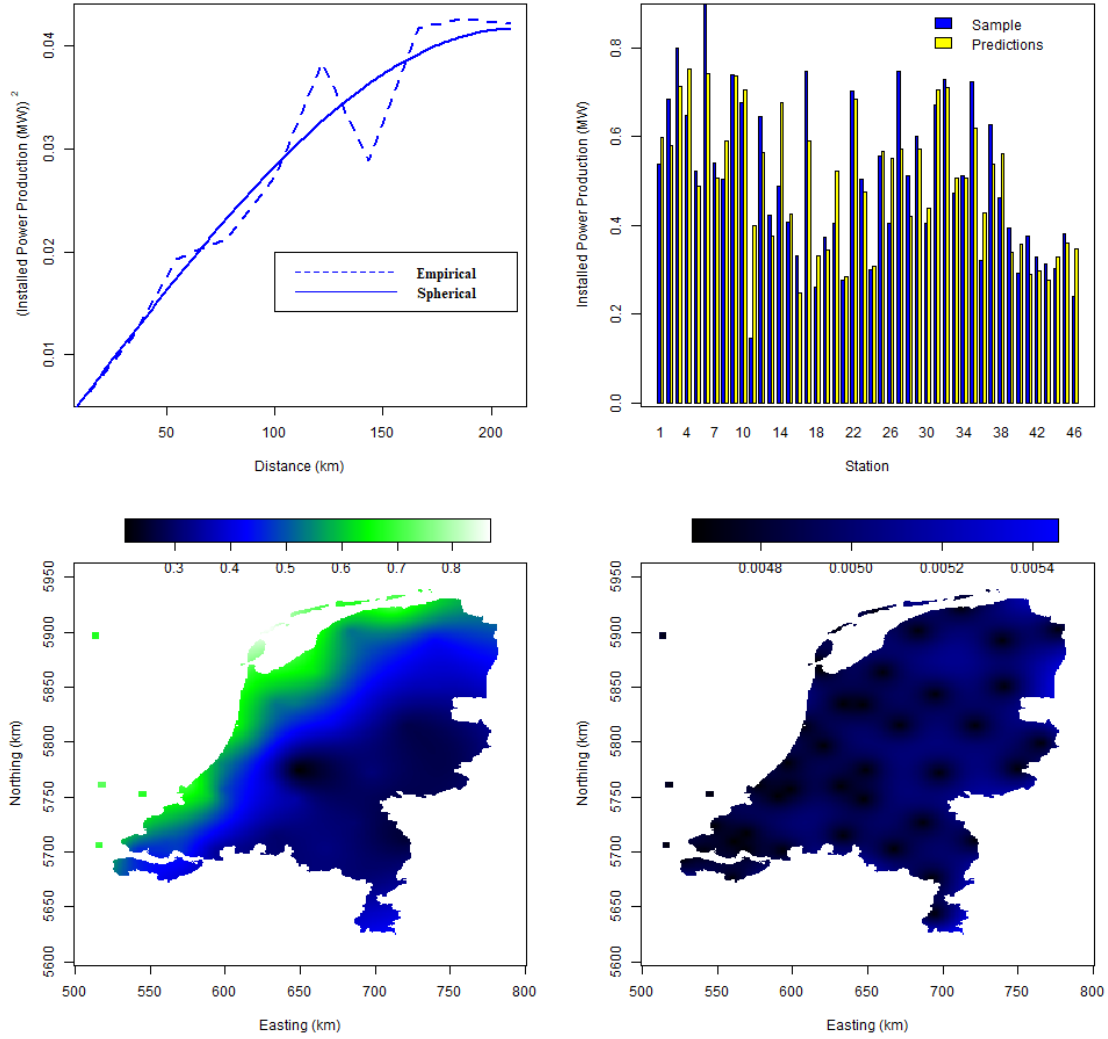 (Installed Power Production (MW)) ²
0.04
0.03
0.02
0.01
Empirical
Spherical
50
100
150
200
Distance (km)
Installed Power Production (MW)
0.8
0.6
0.4
0.2
0.0
Sample
Predictions
1 4 7 10 14 18 22 26 30 34 38 42 46
Station
0.3 0.4 0.5 0.6 0.7 0.8
Northing (km)
5950
5900
5850
5800
5750
5700
5650
5600
500 550 600 650 700 750 800
Easting (km)
0.0048 0.0050 0.0052 0.0054
Northing (km)
5950
5900
5850
5800
5750
5700
5650
5600
500 550 600 650 700 750 800
Easting (km)